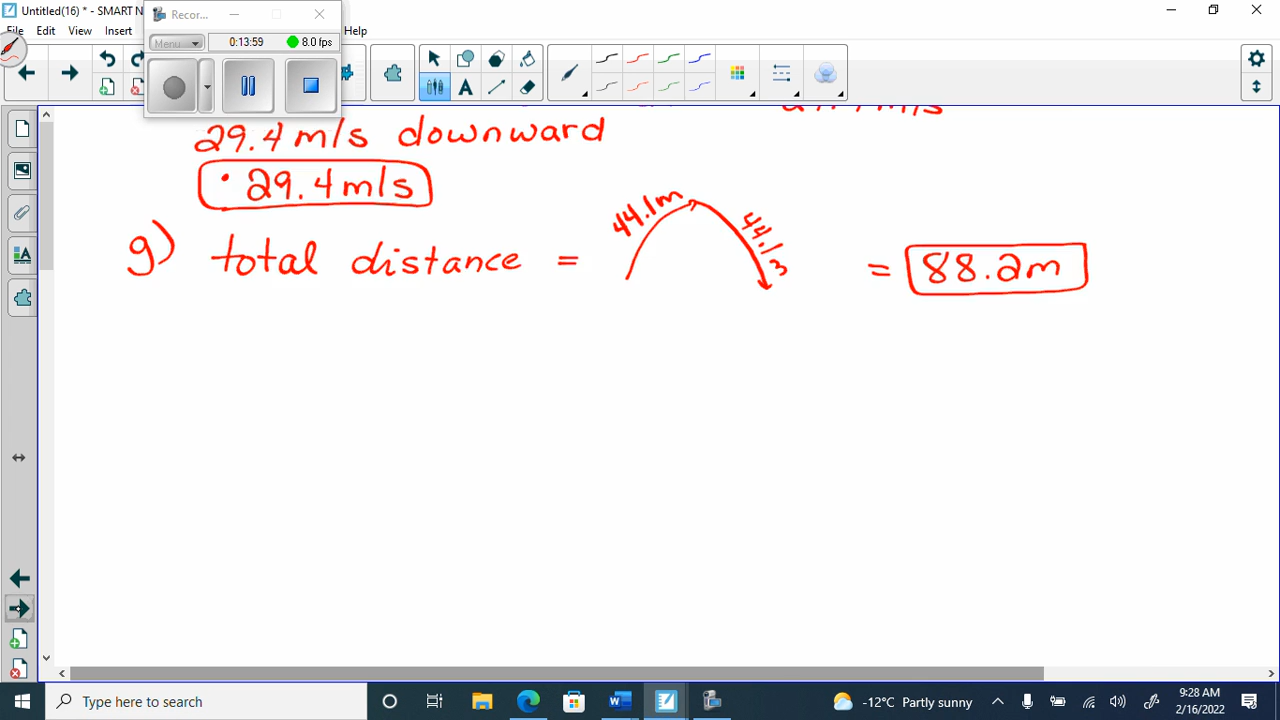 Untitled(16) * - SMART N
Recor...
File Edit View Insert
Help
Menu
0:13:59
8.0 fps
29.4 m/s downward
29.4 m/s
g) total distance = 44.1m 44.1m = 88.2m
Type here to search
-12°C Partly sunny
9:28 AM
2/16/2022